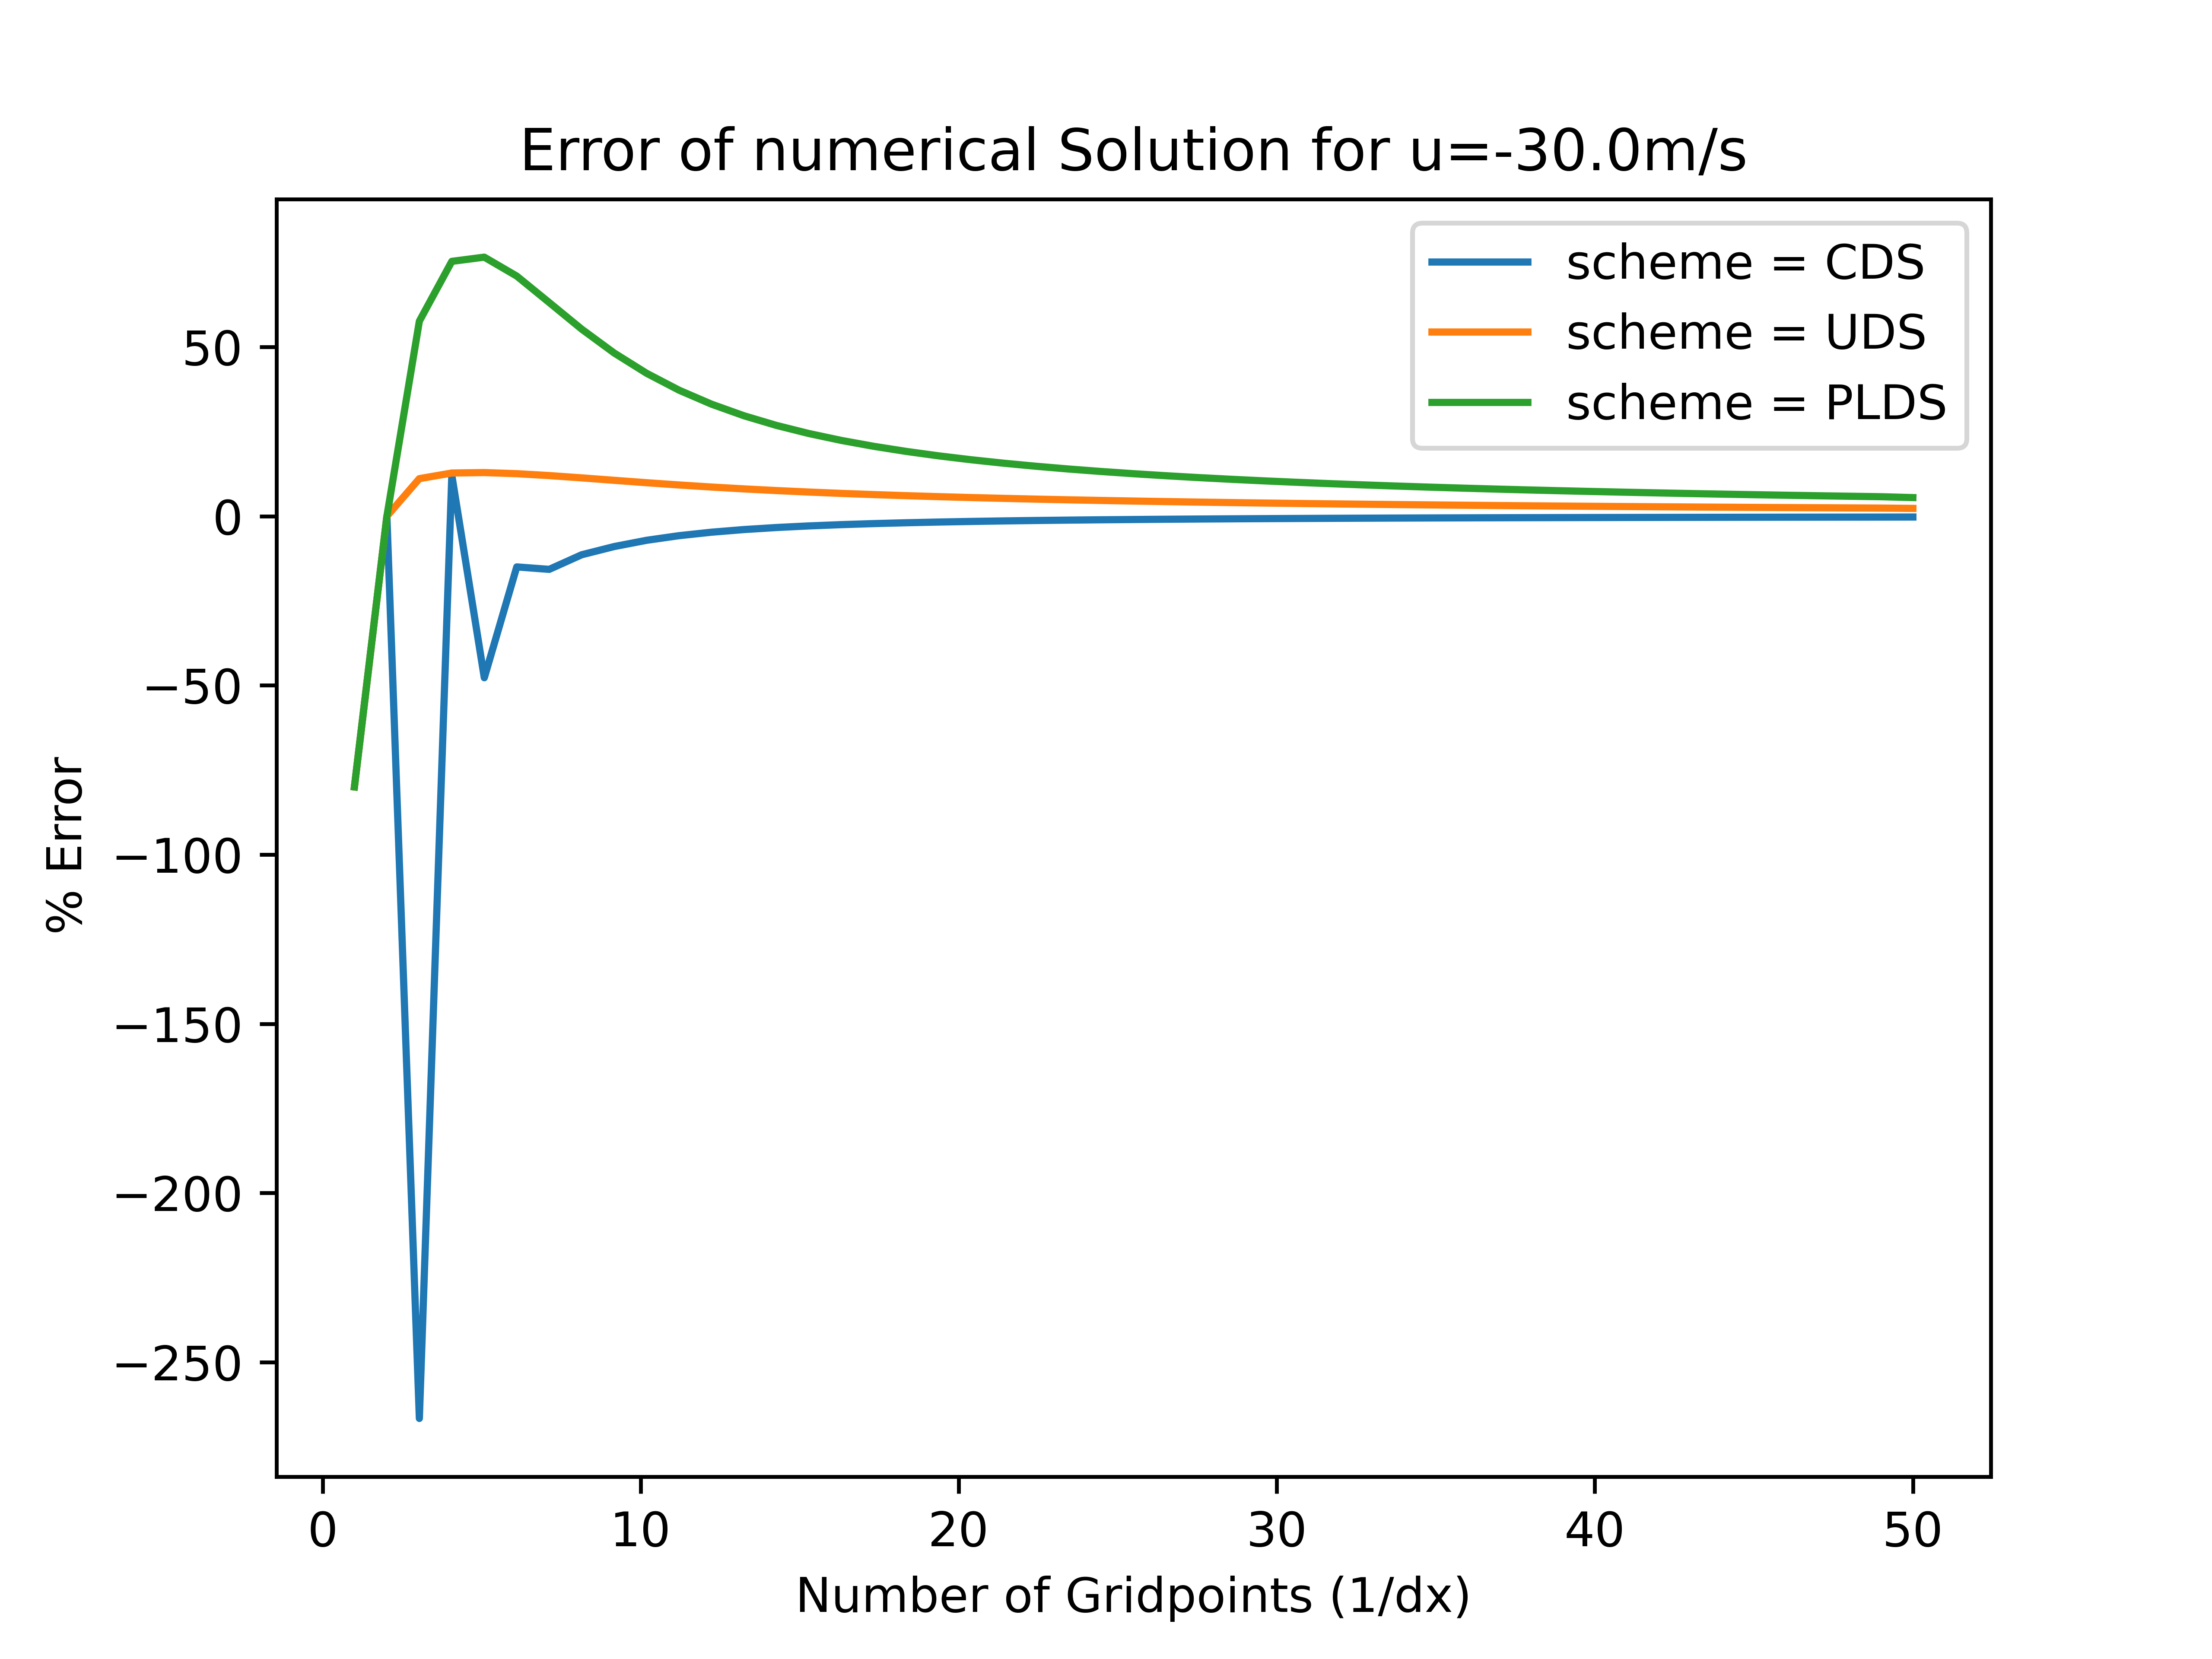 Error of numerical Solution for u=-30.0m/s
scheme = CDS
scheme = UDS
scheme = PLDS
50
0
−50
−100
−150
−200
−250
% Error
0 10 20 30 40 50
Number of Gridpoints (1/dx)